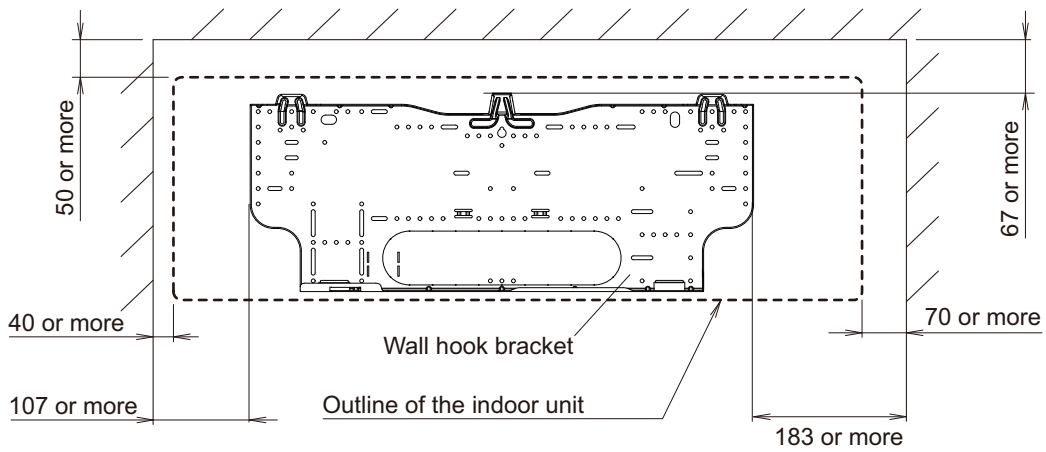 50 or more
67 or more
40 or more
70 or more
Wall hook bracket
107 or more
Outline of the indoor unit
183 or more